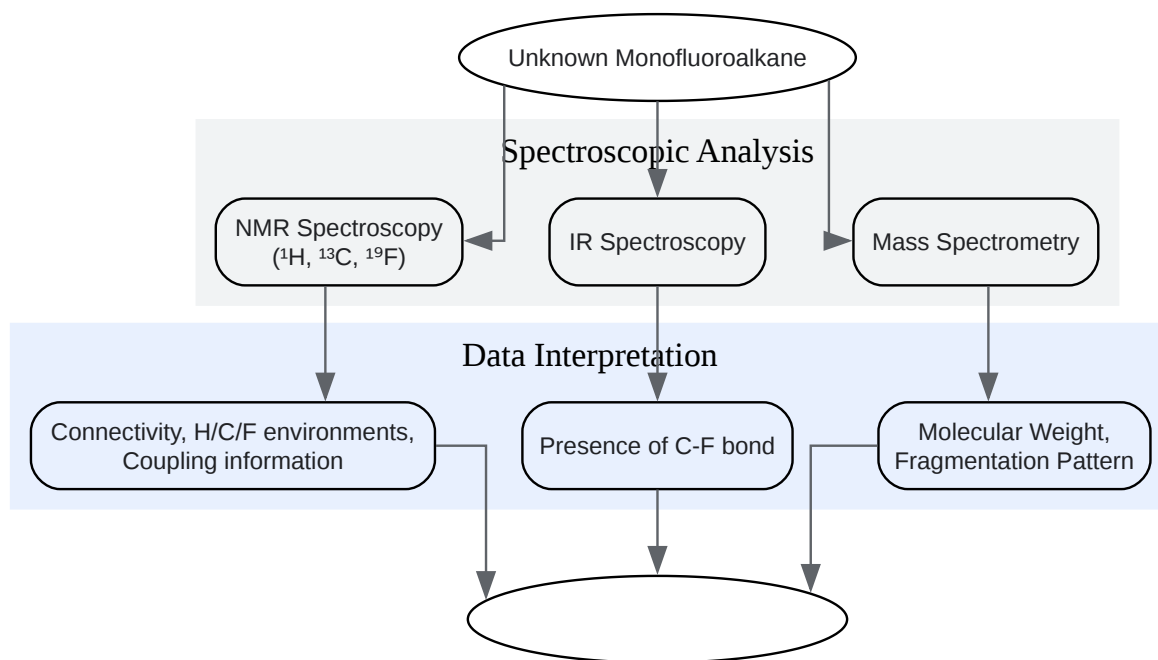 Unknown Monofluoroalkane
Spectroscopic Analysis
NMR Spectroscopy
(¹H, ¹³C, ¹⁹F)
IR Spectroscopy
Mass Spectrometry
Data Interpretation
Connectivity, H/C/F environments,
Coupling information
Presence of C-F bond
Molecular Weight,
Fragmentation Pattern